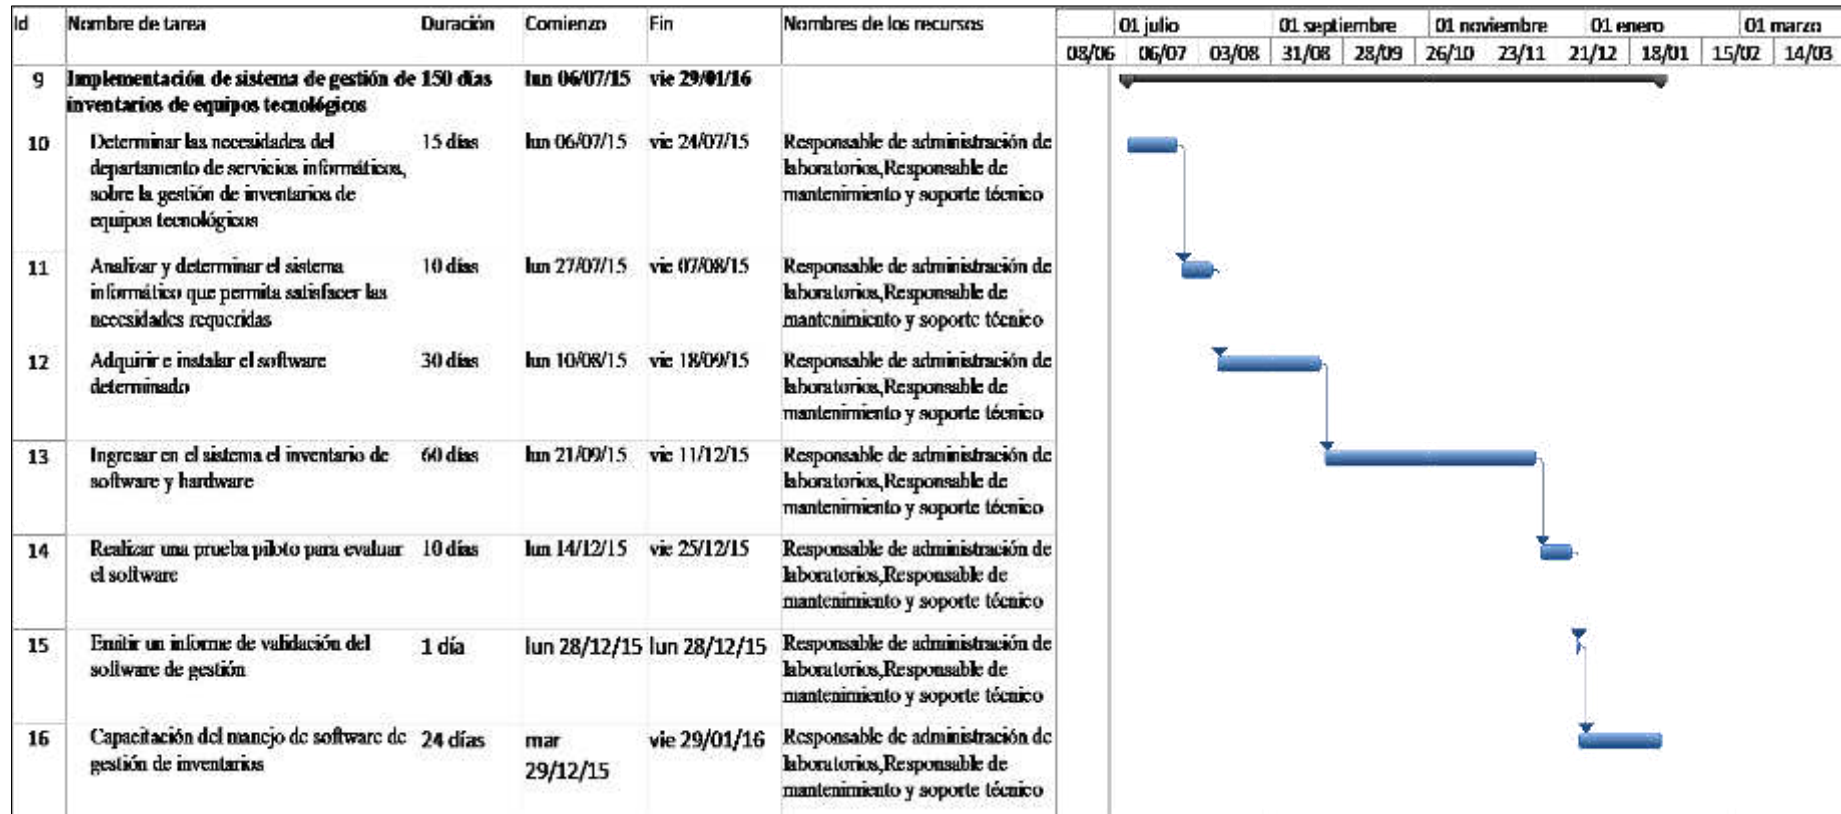 Id Nombre de tarea Duración Comienzo Fin Nombres de los recursos 01 julio 01 septiembre 01 noviembre 01 enero 01 marzo
08/06 06/07 03/08 31/08 28/09 26/10 23/11 21/12 18/01 15/02 14/03
9 Implementación de sistema de gestión de 150 días lun 06/07/15 vie 29/01/16
inventarios de equipos tecnológicos
10 Determinar las necesidades del 15 días lun 06/07/15 vie 24/07/15 Responsable de administración de
departamento de servicios informáticos, laboratorios,Responsable de
sobre la gestión de inventarios de mantenimiento y soporte técnico
equipos tecnológicos
11 Analizar y determinar el sistema 10 días lun 27/07/15 vie 07/08/15 Responsable de administración de
informático que permita satisfacer las laboratorios,Responsable de
necesidades requeridas mantenimiento y soporte técnico
12 Adquirir e instalar el software 30 días lun 10/08/15 vie 18/09/15 Responsable de administración de
determinado laboratorios,Responsable de
mantenimiento y soporte técnico
13 Ingresar en el sistema el inventario de 60 días lun 21/09/15 vie 11/12/15 Responsable de administración de
software y hardware laboratorios,Responsable de
mantenimiento y soporte técnico
14 Realizar una prueba piloto para evaluar 10 días lun 14/12/15 vie 25/12/15 Responsable de administración de
el software laboratorios,Responsable de
mantenimiento y soporte técnico
15 Emitir un informe de validación del 1 día lun 28/12/15 lun 28/12/15 Responsable de administración de
software de gestión laboratorios,Responsable de
mantenimiento y soporte técnico
16 Capacitación del manejo de software de 24 días mar vie 29/01/16 Responsable de administración de
gestión de inventarios 29/12/15 laboratorios,Responsable de
mantenimiento y soporte técnico